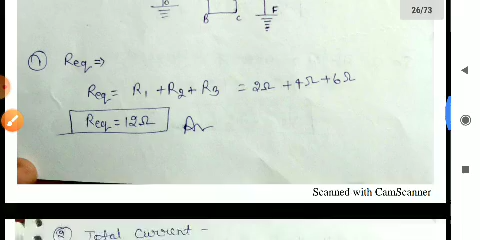 10
B C F
26/73
① Req ⇒
Req = R1 + R2 + R3 = 2Ω + 4Ω + 6Ω
Req = 12Ω
Scanned with CamScanner
② Total Current -